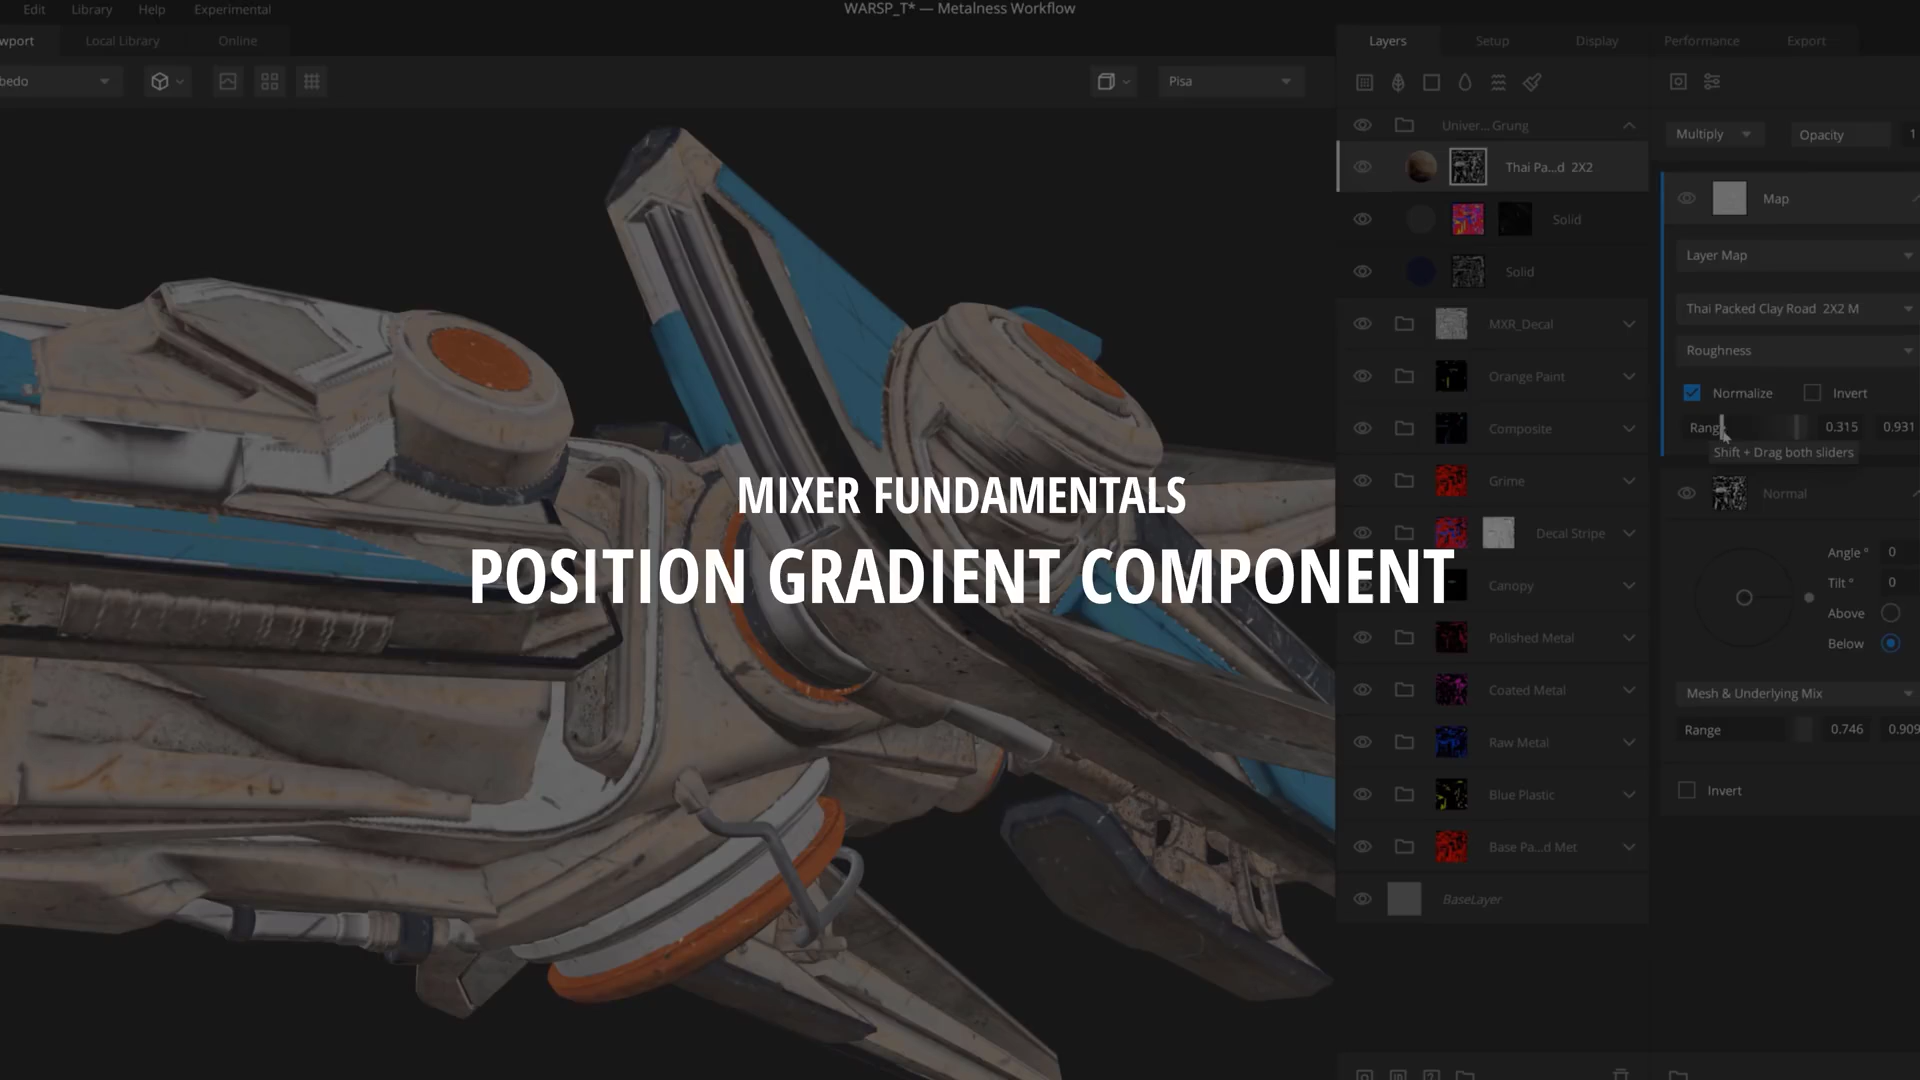 Edit Library Help Experimental
WARSP_T* — Metalness Workflow
wport Local Library Online
bedo
Pisa
Layers Setup Display Performance Export
Univer... Grung
Thai Pa...d 2X2
Solid
Solid
MXR_Decal
Orange Paint
Composite
Grime
Decal Stripe
Canopy
Polished Metal
Coated Metal
Raw Metal
Blue Plastic
Base Pa...d Met
BaseLayer
Multiply Opacity 1
Map
Layer Map
Thai Packed Clay Road 2X2 M
Roughness
Normalize Invert
Range 0.315 0.931
Shift + Drag both sliders
Normal
Angle ° 0
Tilt ° 0
Above
Below
Mesh & Underlying Mix
Range 0.746 0.909
Invert
MIXER FUNDAMENTALS
POSITION GRADIENT COMPONENT